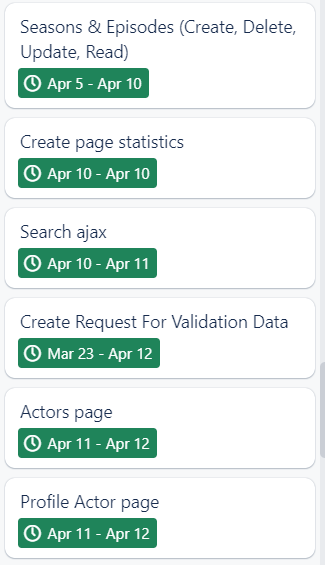 Seasons & Episodes (Create, Delete,
Update, Read)
Apr 5 - Apr 10
Create page statistics
Apr 10 - Apr 10
Search ajax
Apr 10 - Apr 11
Create Request For Validation Data
Mar 23 - Apr 12
Actors page
Apr 11 - Apr 12
Profile Actor page
Apr 11 - Apr 12